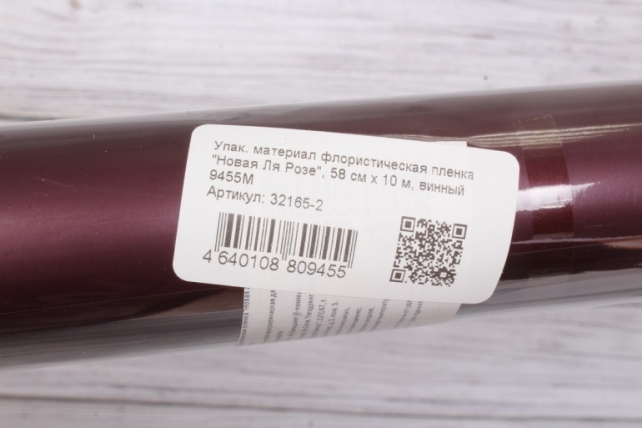 Упак. материал флористическая пленка
"Новая Ля Розе", 58 см х 10 м, винный
9455М
Артикул: 32165-2
4 640108 809455